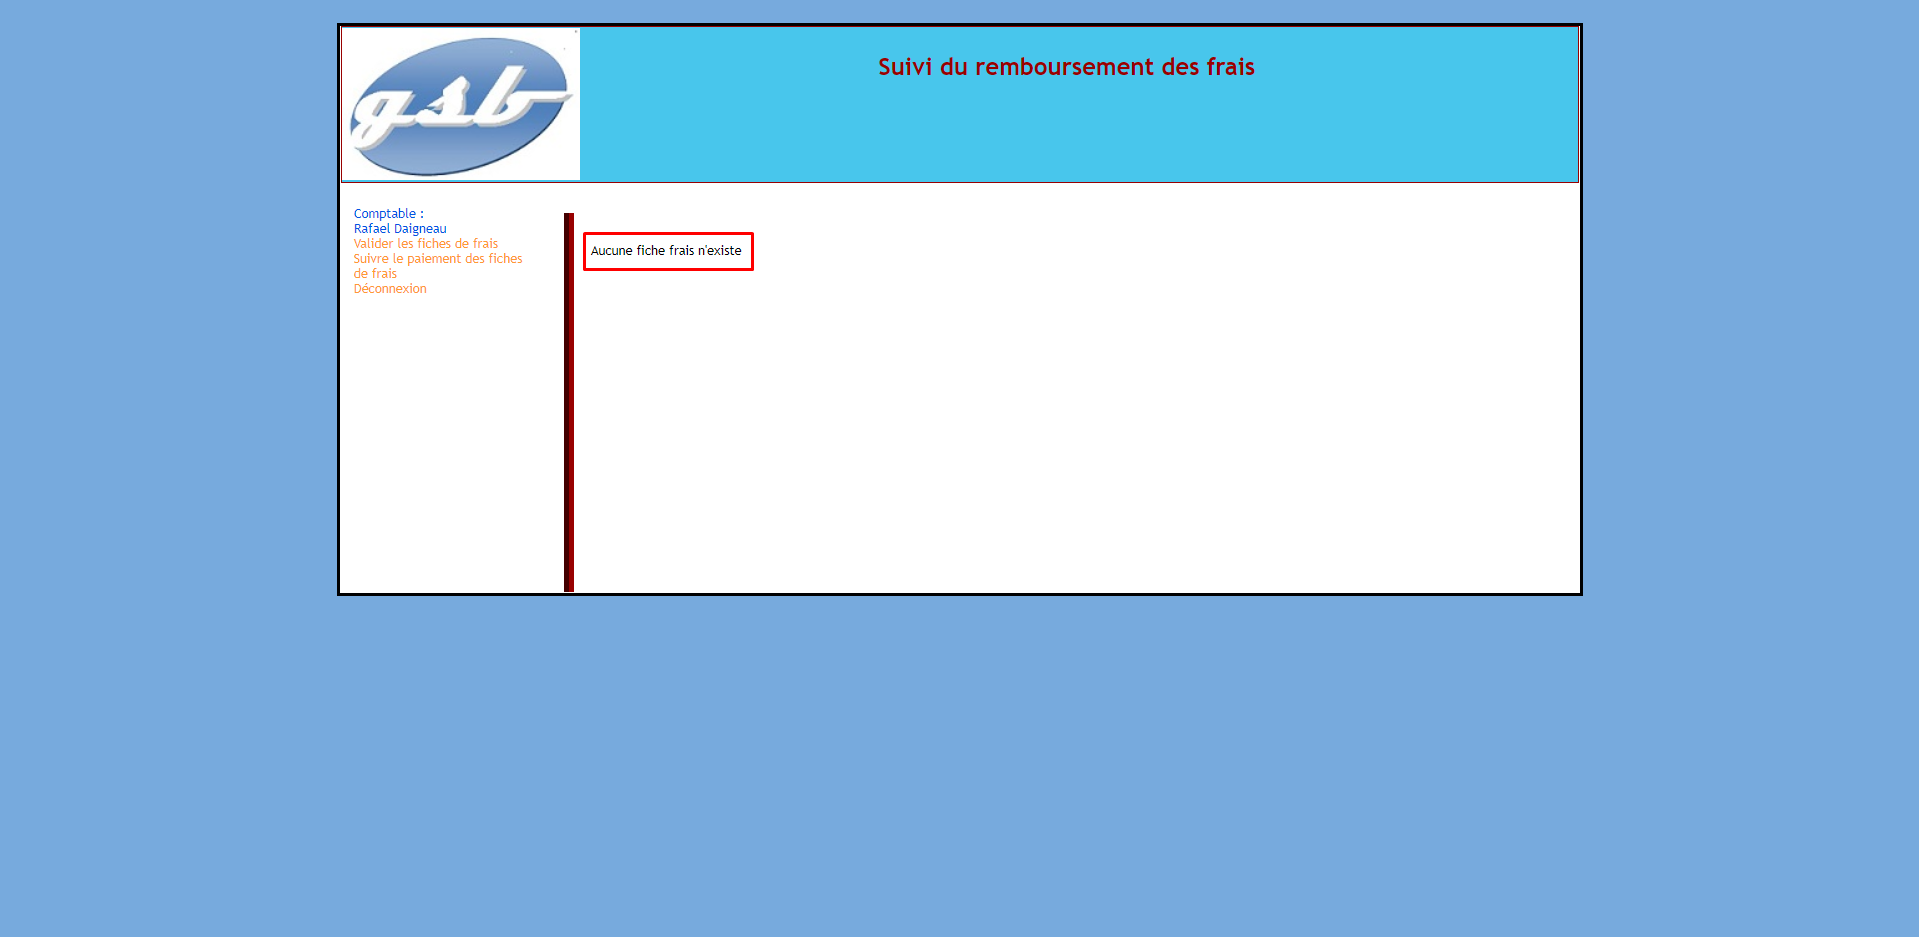 gsb
Suivi du remboursement des frais
Comptable :
Rafael Daigneau
Valider les fiches de frais
Suivre le paiement des fiches
de frais
Déconnexion
Aucune fiche frais n'existe